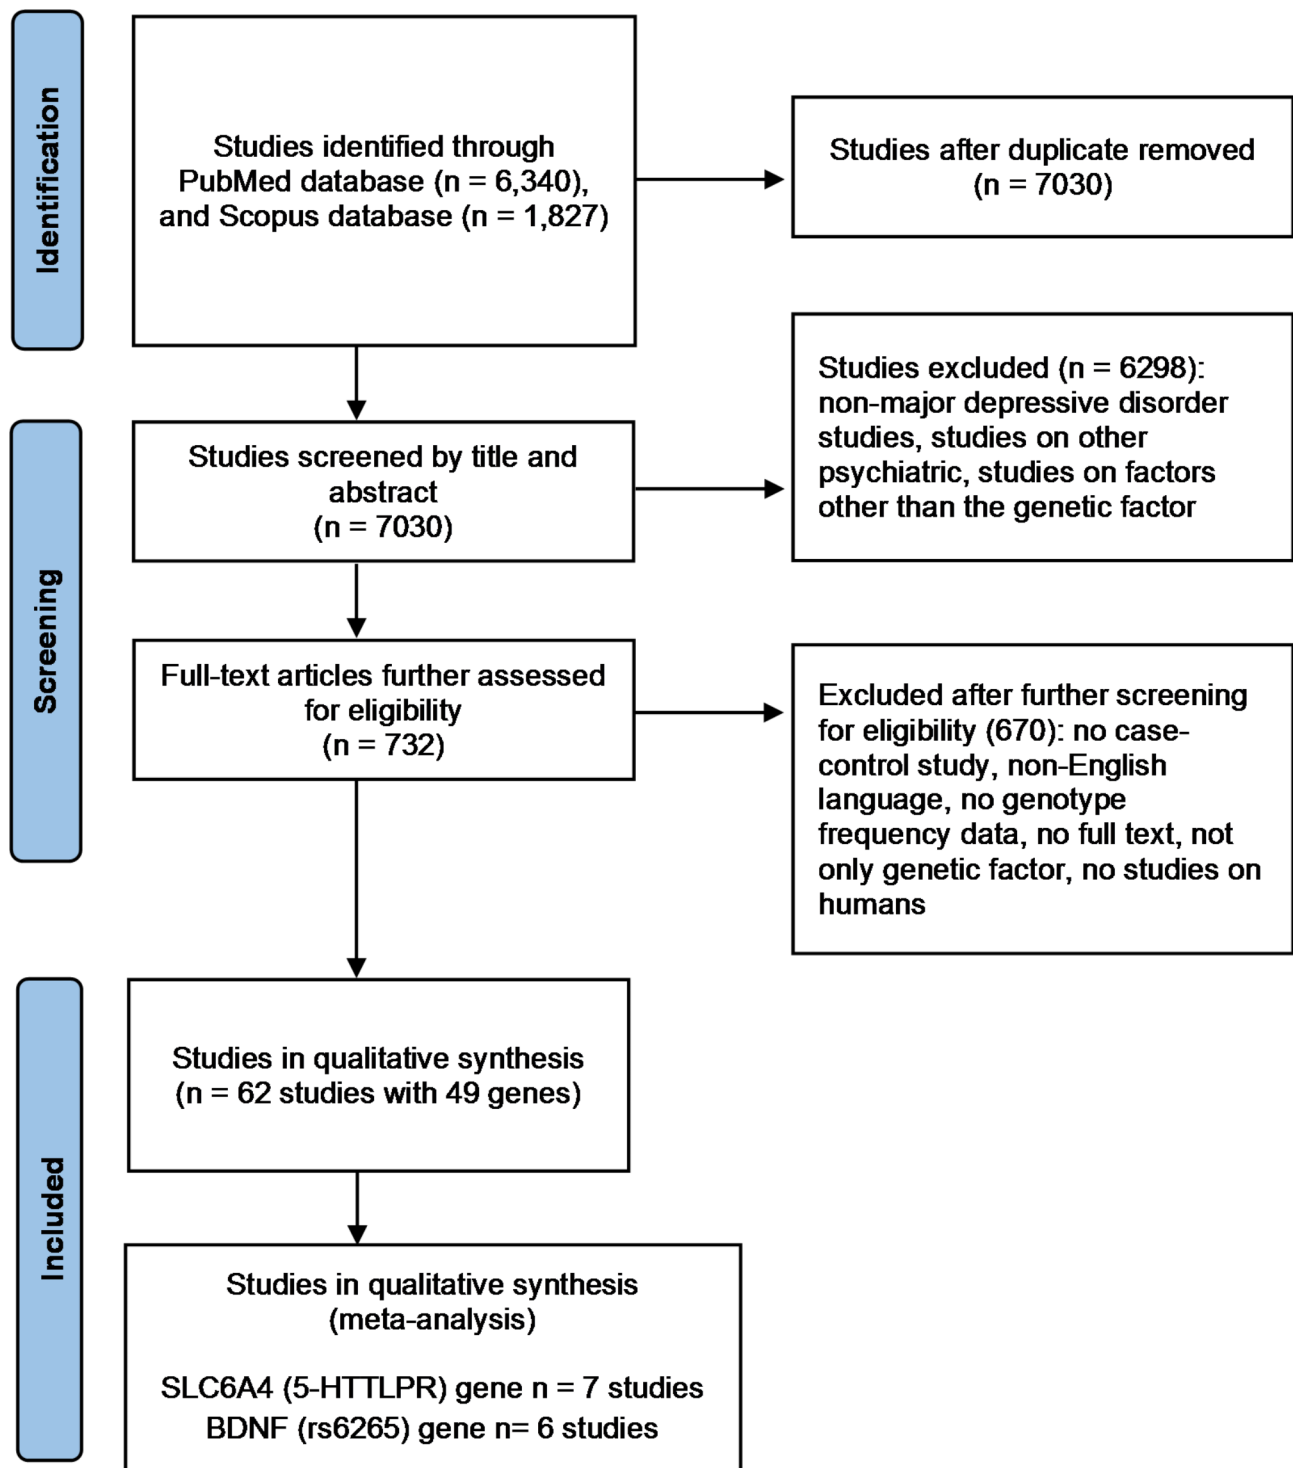 Identification
Studies identified through
PubMed database (n = 6,340),
and Scopus database (n = 1,827)
Studies after duplicate removed
(n = 7030)
Screening
Studies screened by title and
abstract
(n = 7030)
Studies excluded (n = 6298):
non-major depressive disorder
studies, studies on other
psychiatric, studies on factors
other than the genetic factor
Full-text articles further assessed
for eligibility
(n = 732)
Excluded after further screening
for eligibility (670): no case-
control study, non-English
language, no genotype
frequency data, no full text, not
only genetic factor, no studies on
humans
Included
Studies in qualitative synthesis
(n = 62 studies with 49 genes)
Studies in qualitative synthesis
(meta-analysis)
SLC6A4 (5-HTTLPR) gene n = 7 studies
BDNF (rs6265) gene n= 6 studies